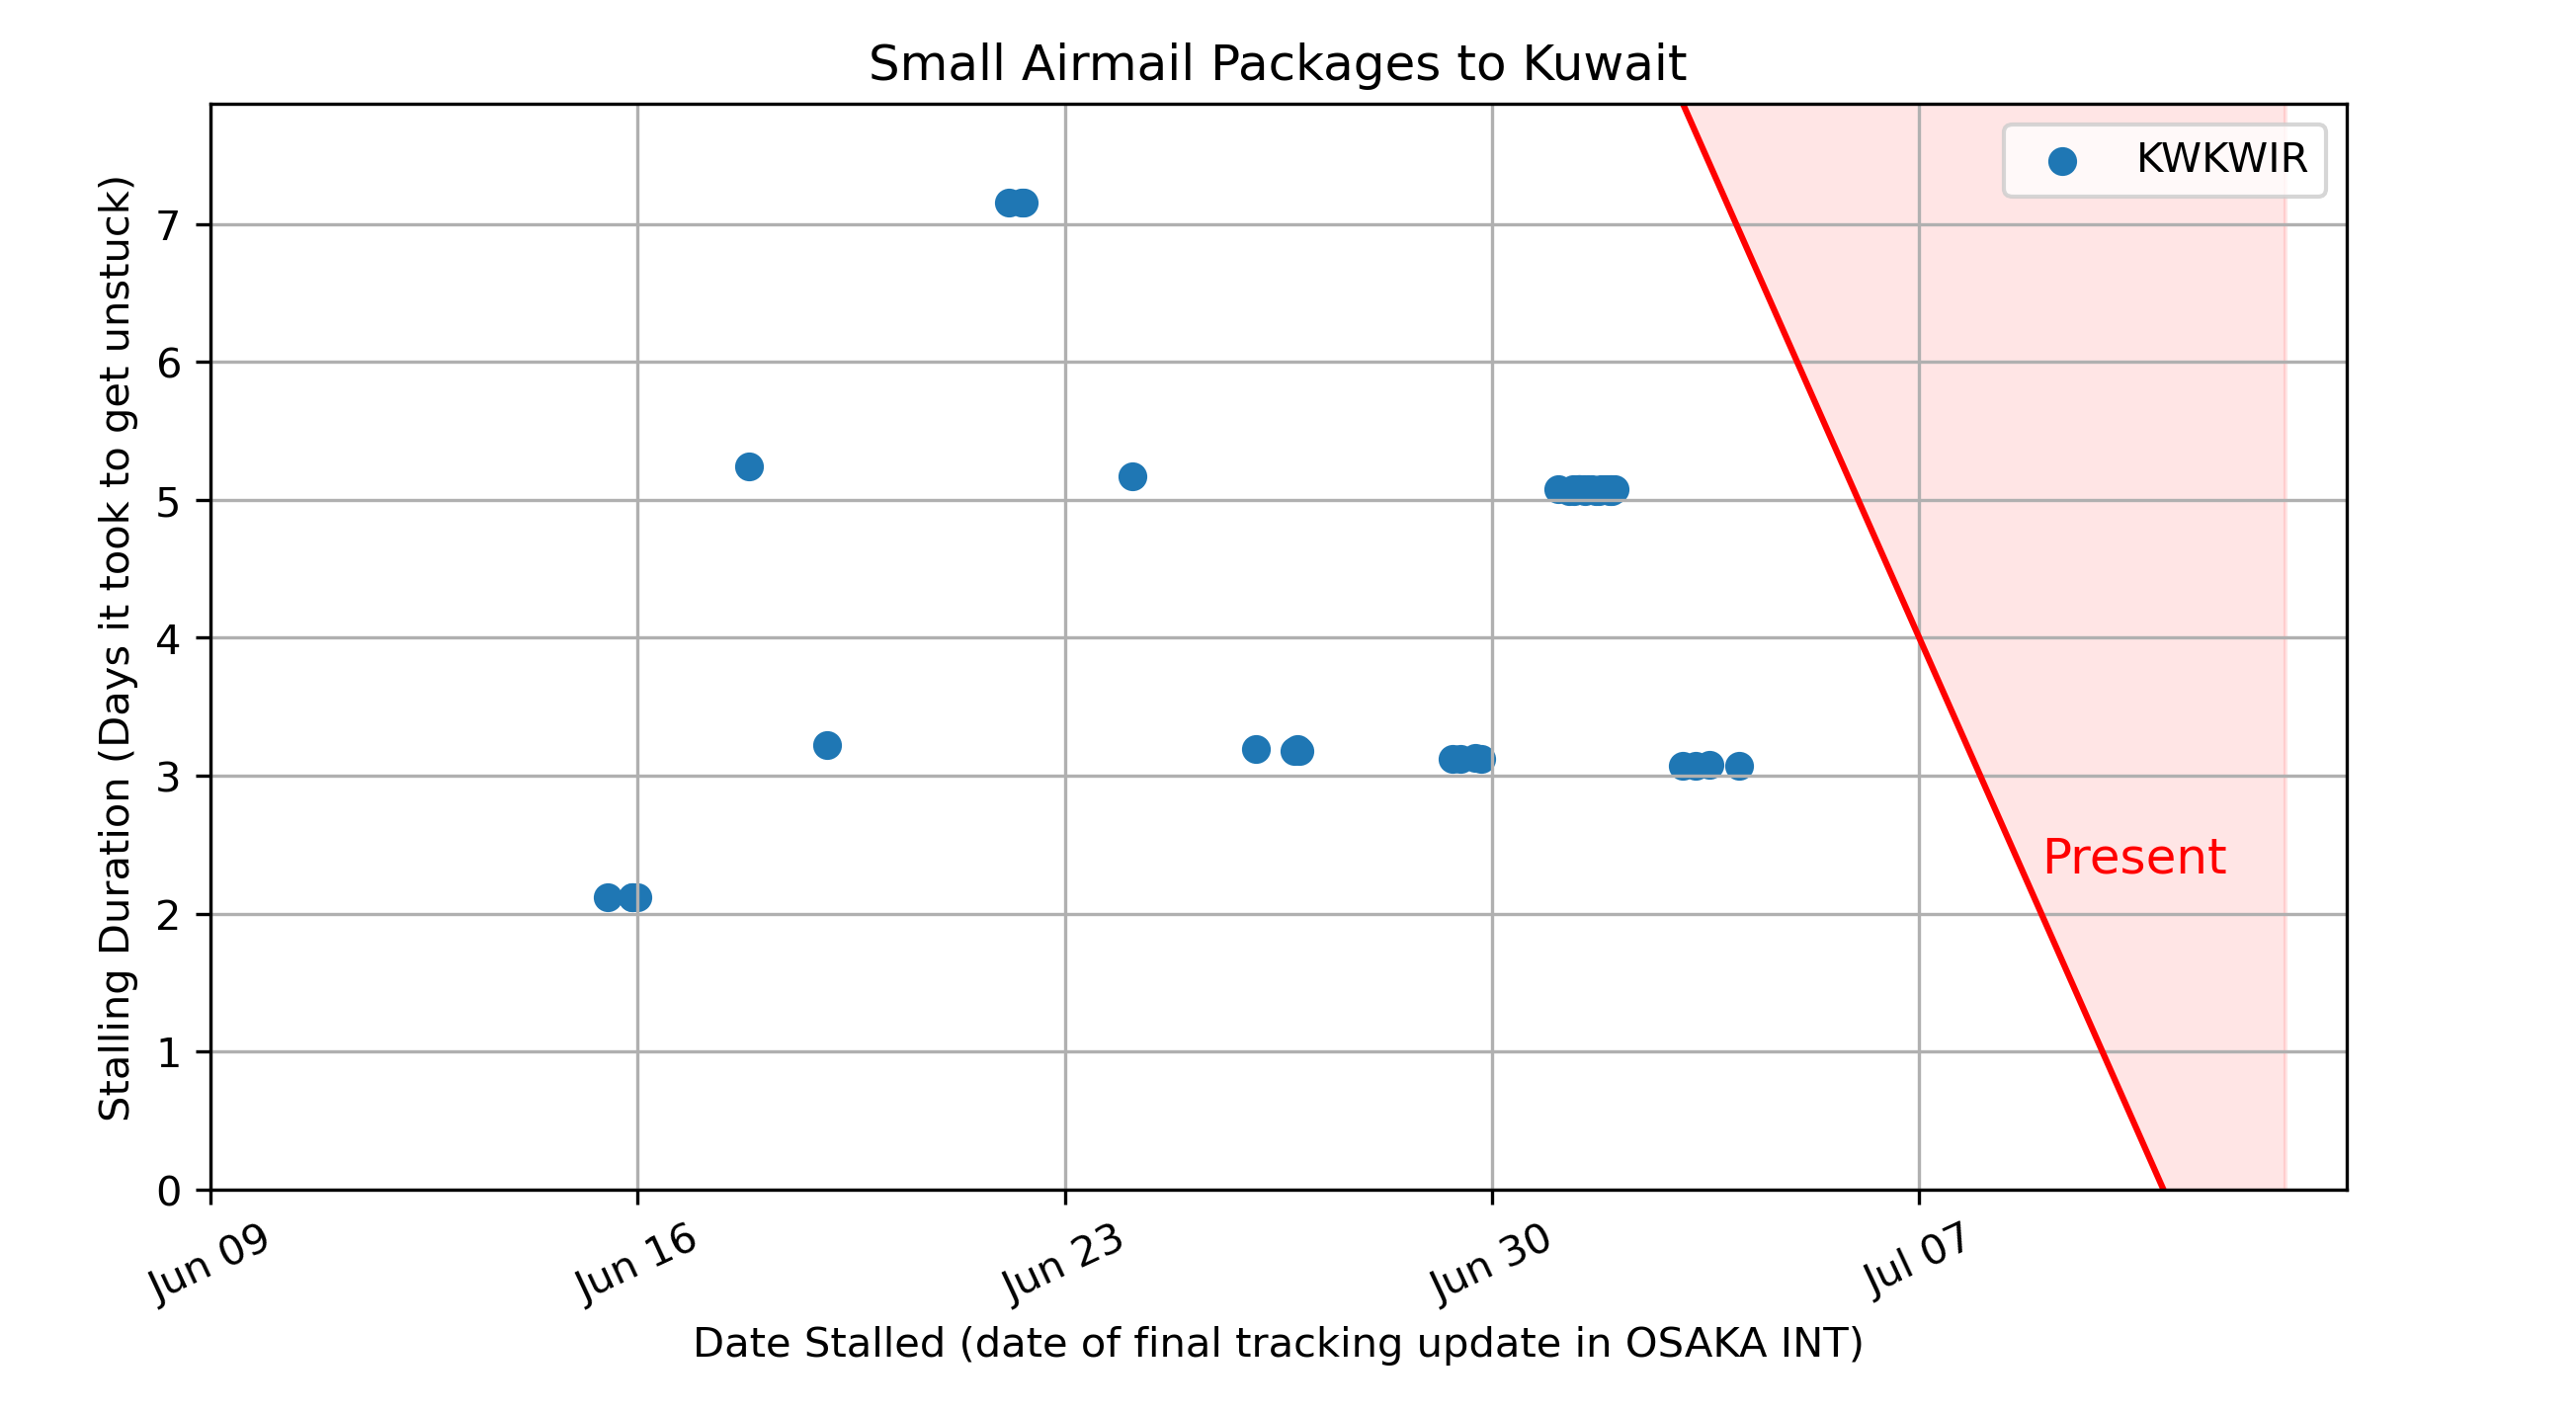 Small Airmail Packages to Kuwait
KWKWIR
Stalling Duration (Days it took to get unstuck)
7
6
5
4
3
2
1
0
Present
Jun 09
Jun 16
Jun 23
Jun 30
Jul 07
Date Stalled (date of final tracking update in OSAKA INT)